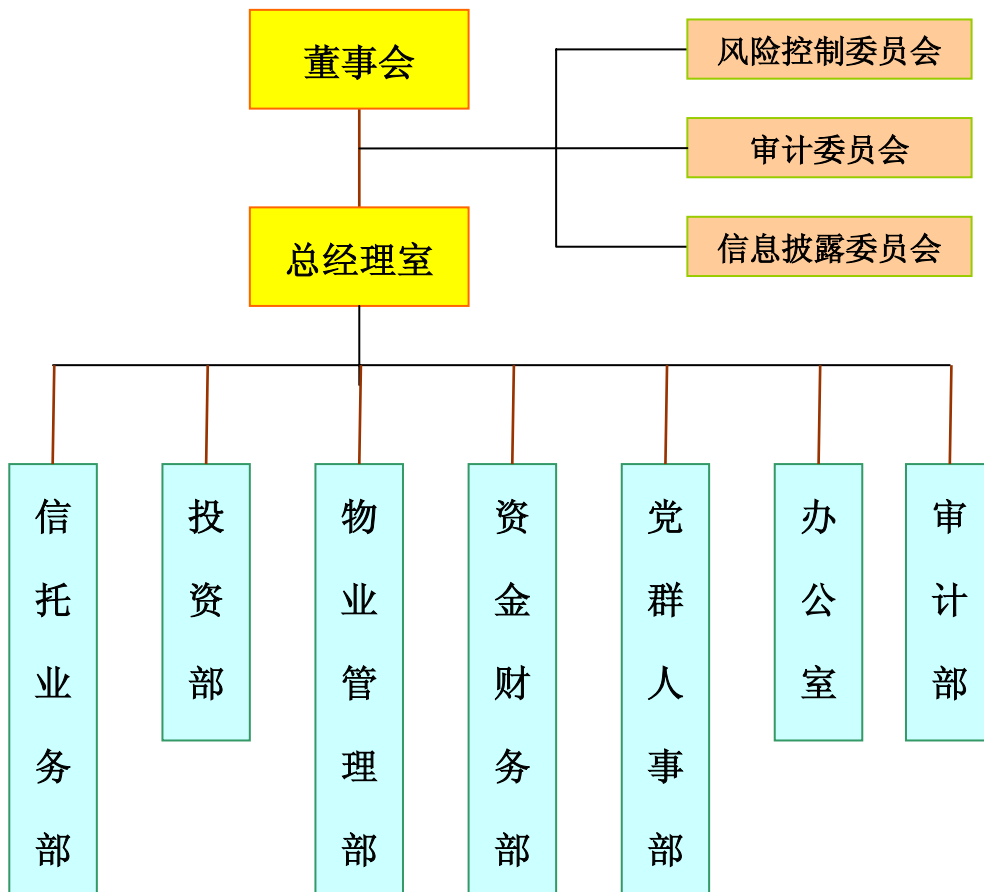 董事会
风险控制委员会
审计委员会
总经理室
信息披露委员会
信托业务部
投资部
物业管理部
资金财务部
党群人事部
办公室
审计部